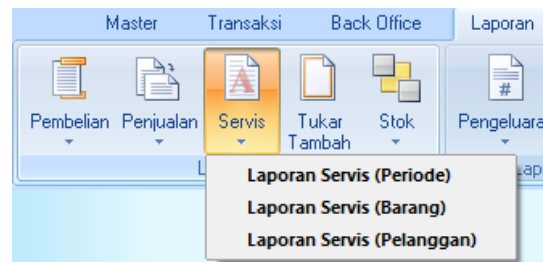 Master Transaksi Back Office Laporan
Pembelian Penjualan Servis Tukar Tambah Stok
Laporan Servis (Periode)
Laporan Servis (Barang)
Laporan Servis (Pelanggan)